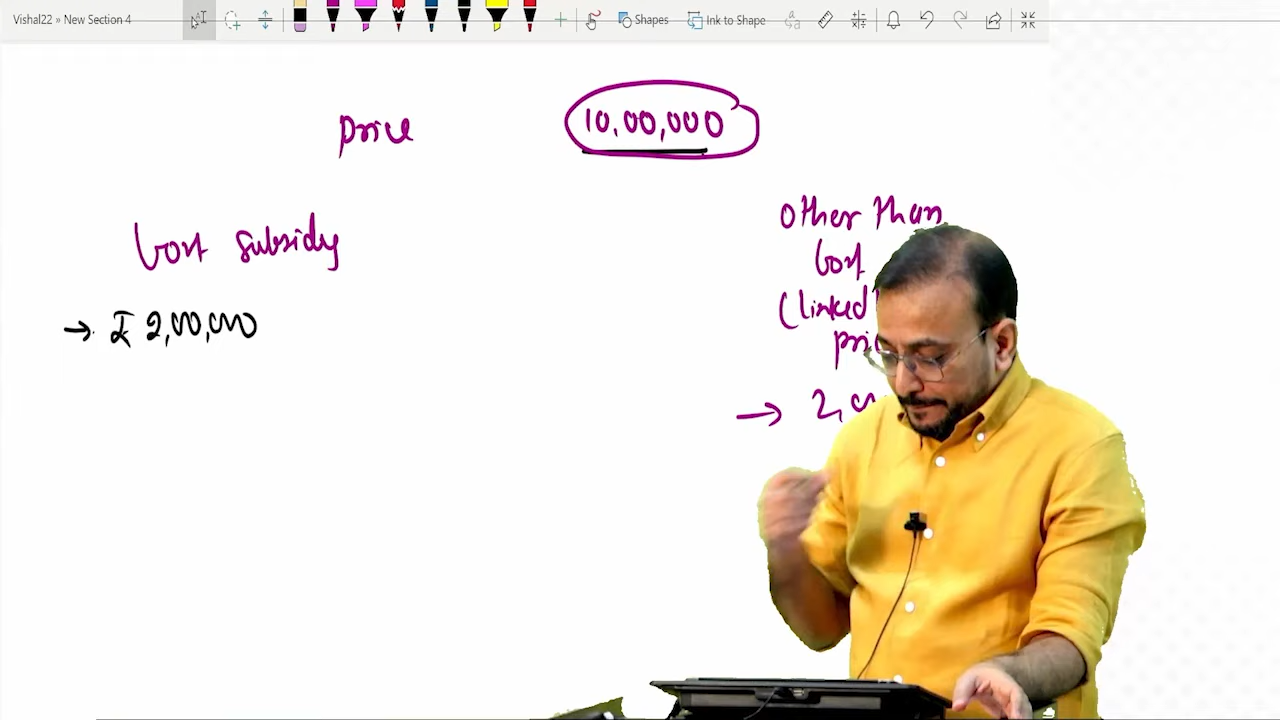 Vishal22 » New Section 4
Shapes
Ink to Shape
price 10,00,000
Govt subsidy
→ ₹ 2,00,000
Other than
Govt
(linked
→ 2,